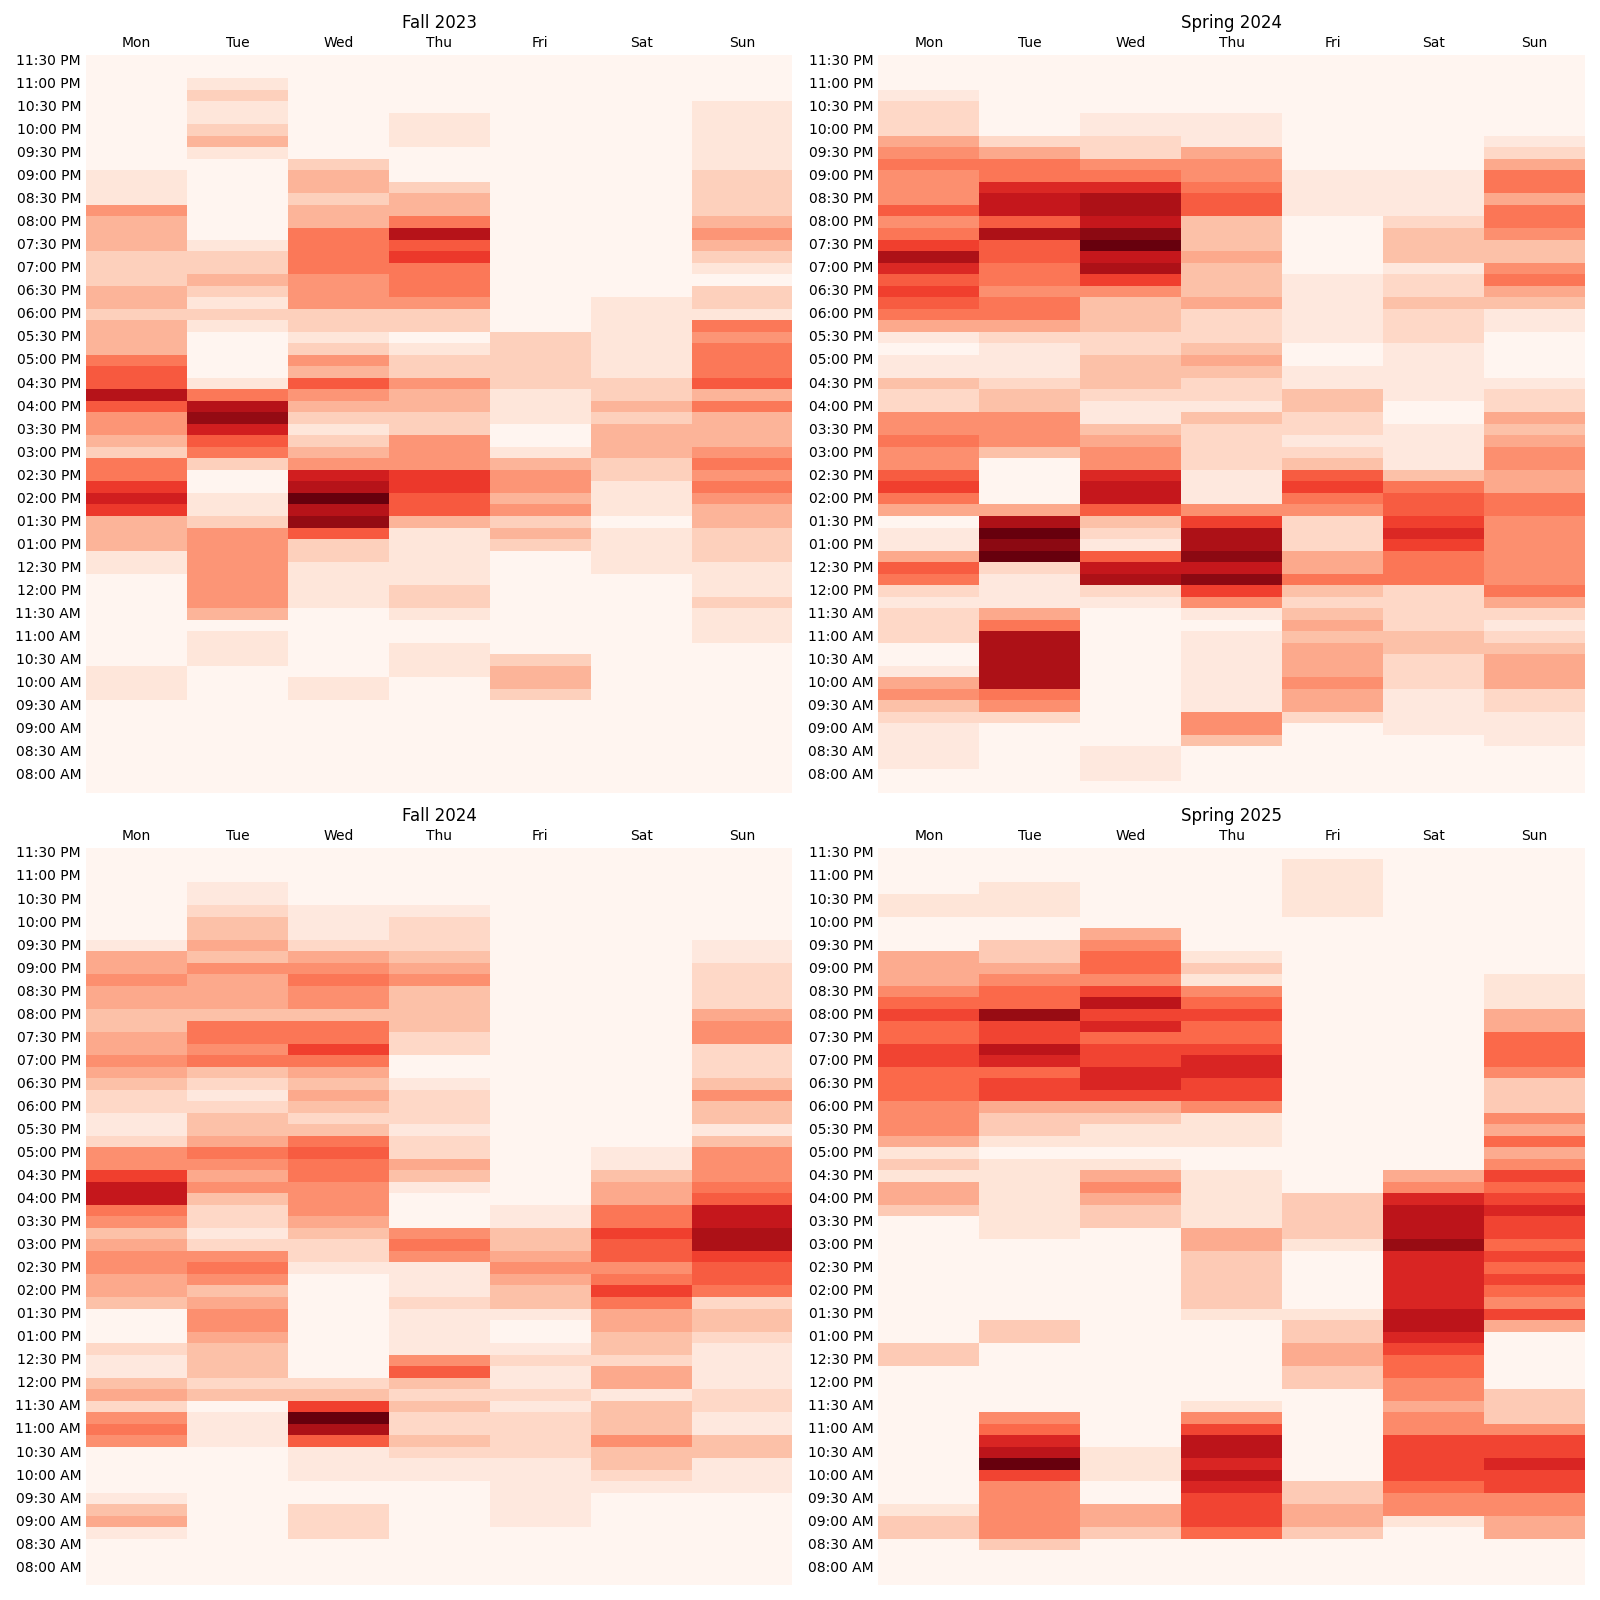 Fall 2023
Mon Tue Wed Thu Fri Sat Sun
11:30 PM
11:00 PM
10:30 PM
10:00 PM
09:30 PM
09:00 PM
08:30 PM
08:00 PM
07:30 PM
07:00 PM
06:30 PM
06:00 PM
05:30 PM
05:00 PM
04:30 PM
04:00 PM
03:30 PM
03:00 PM
02:30 PM
02:00 PM
01:30 PM
01:00 PM
12:30 PM
12:00 PM
11:30 AM
11:00 AM
10:30 AM
10:00 AM
09:30 AM
09:00 AM
08:30 AM
08:00 AM
Spring 2024
Mon Tue Wed Thu Fri Sat Sun
11:30 PM
11:00 PM
10:30 PM
10:00 PM
09:30 PM
09:00 PM
08:30 PM
08:00 PM
07:30 PM
07:00 PM
06:30 PM
06:00 PM
05:30 PM
05:00 PM
04:30 PM
04:00 PM
03:30 PM
03:00 PM
02:30 PM
02:00 PM
01:30 PM
01:00 PM
12:30 PM
12:00 PM
11:30 AM
11:00 AM
10:30 AM
10:00 AM
09:30 AM
09:00 AM
08:30 AM
08:00 AM
Fall 2024
Mon Tue Wed Thu Fri Sat Sun
11:30 PM
11:00 PM
10:30 PM
10:00 PM
09:30 PM
09:00 PM
08:30 PM
08:00 PM
07:30 PM
07:00 PM
06:30 PM
06:00 PM
05:30 PM
05:00 PM
04:30 PM
04:00 PM
03:30 PM
03:00 PM
02:30 PM
02:00 PM
01:30 PM
01:00 PM
12:30 PM
12:00 PM
11:30 AM
11:00 AM
10:30 AM
10:00 AM
09:30 AM
09:00 AM
08:30 AM
08:00 AM
Spring 2025
Mon Tue Wed Thu Fri Sat Sun
11:30 PM
11:00 PM
10:30 PM
10:00 PM
09:30 PM
09:00 PM
08:30 PM
08:00 PM
07:30 PM
07:00 PM
06:30 PM
06:00 PM
05:30 PM
05:00 PM
04:30 PM
04:00 PM
03:30 PM
03:00 PM
02:30 PM
02:00 PM
01:30 PM
01:00 PM
12:30 PM
12:00 PM
11:30 AM
11:00 AM
10:30 AM
10:00 AM
09:30 AM
09:00 AM
08:30 AM
08:00 AM